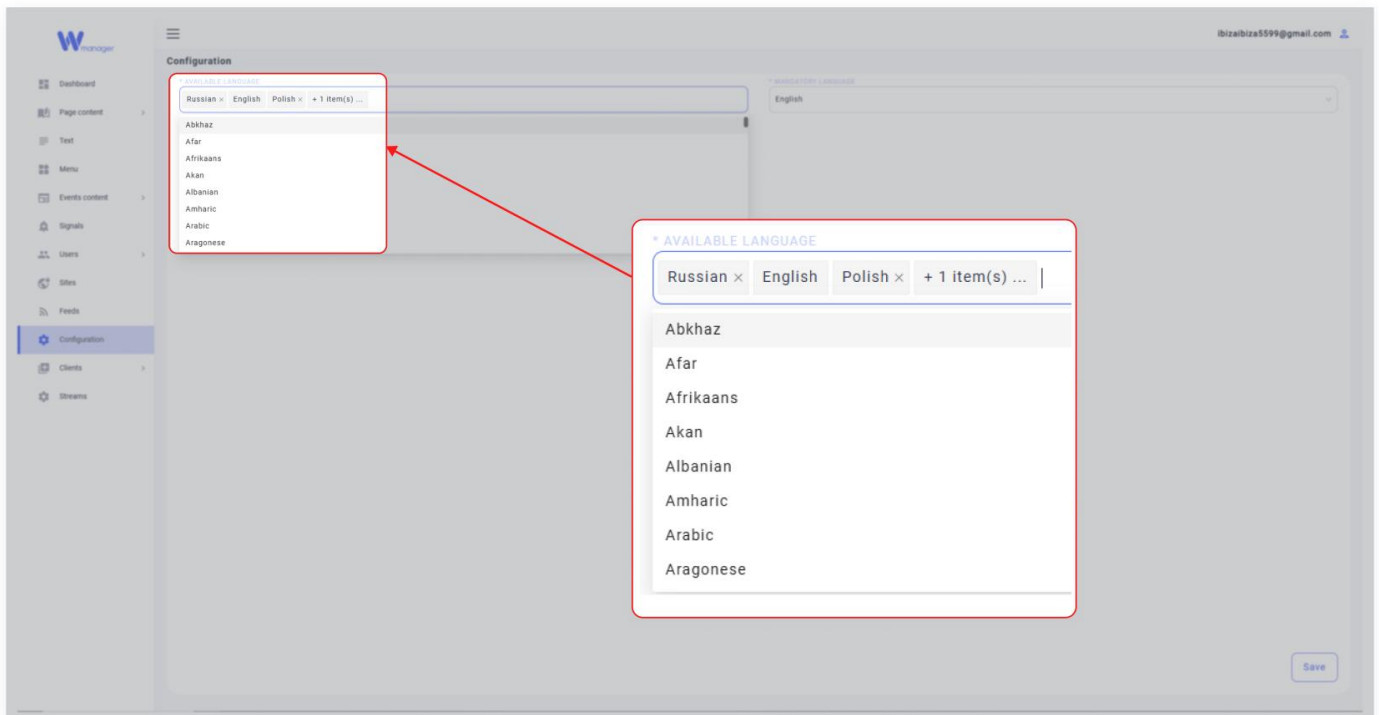 W manager
ibizaibiza5599@gmail.com
Configuration
Dashboard
Page content
Text
Menu
Events content
Signals
Users
Sites
Feeds
Configuration
Clients
Streams
* AVAILABLE LANGUAGE
Russian × English Polish × + 1 item(s) ...
Abkhaz
Afar
Afrikaans
Akan
Albanian
Amharic
Arabic
Aragonese
* MANDATORY LANGUAGE
English
* AVAILABLE LANGUAGE
Russian × English Polish × + 1 item(s) ...
Abkhaz
Afar
Afrikaans
Akan
Albanian
Amharic
Arabic
Aragonese
Save